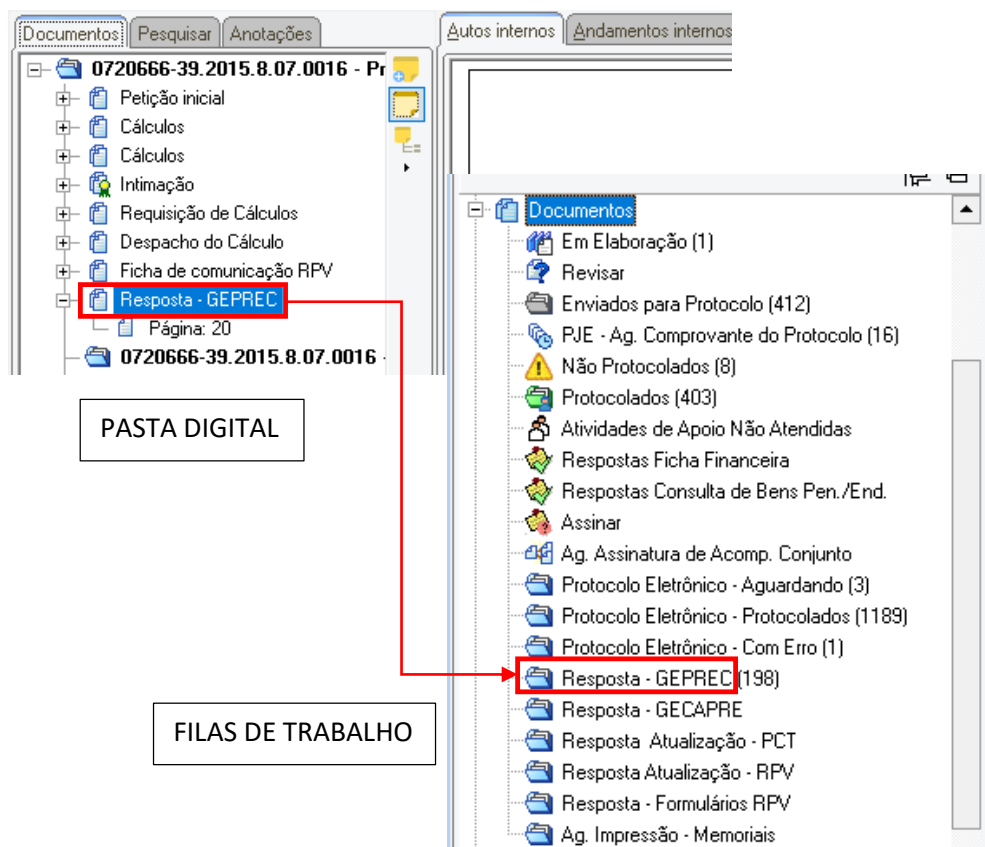 Documentos Pesquisar Anotações
0720666-39.2015.8.07.0016 - Pr
Petição inicial
Cálculos
Cálculos
Intimação
Requisição de Cálculos
Despacho do Cálculo
Ficha de comunicação RPV
Resposta - GEPREC
Página: 20
0720666-39.2015.8.07.0016 -
PASTA DIGITAL
FILAS DE TRABALHO
Autos internos Andamentos internos
Documentos
Em Elaboração (1)
Revisar
Enviados para Protocolo (412)
PJE - Ag. Comprovante do Protocolo (16)
Não Protocolados (8)
Protocolados (403)
Atividades de Apoio Não Atendidas
Respostas Ficha Financeira
Respostas Consulta de Bens Pen./End.
Assinar
Ag. Assinatura de Acomp. Conjunto
Protocolo Eletrônico - Aguardando (3)
Protocolo Eletrônico - Protocolados (1189)
Protocolo Eletrônico - Com Erro (1)
Resposta - GEPREC (198)
Resposta - GECAPRE
Resposta Atualização - PCT
Resposta Atualização - RPV
Resposta - Formulários RPV
Ag. Impressão - Memoriais